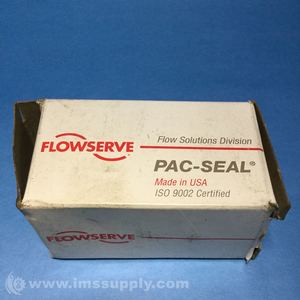 FLOWSERVE
Flow Solutions Division
PAC-SEAL®
Made in USA
ISO 9002 Certified
FLOWSERVE
© www.imssupply.com